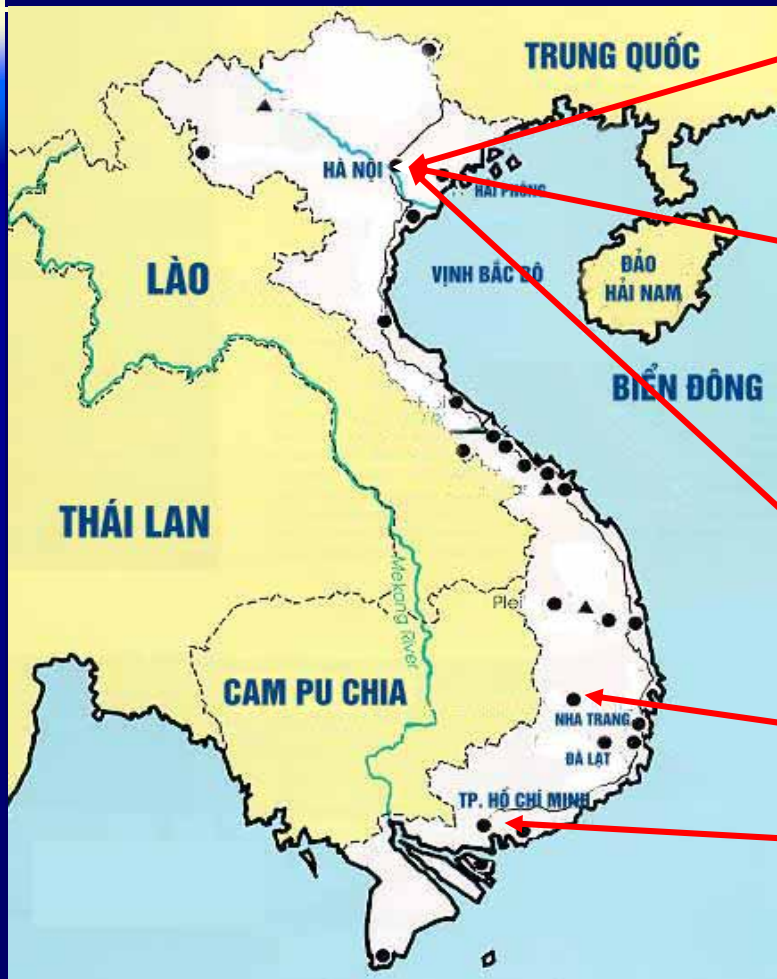 TRUNG QUỐC
HÀ NỘI
HẢI PHÒNG
LÀO
VỊNH BẮC BỘ
ĐẢO
HẢI NAM
BIỂN ĐÔNG
THÁI LAN
Mekong River
Plei
CAM PU CHIA
NHA TRANG
ĐÀ LẠT
TP. HỒ CHÍ MINH